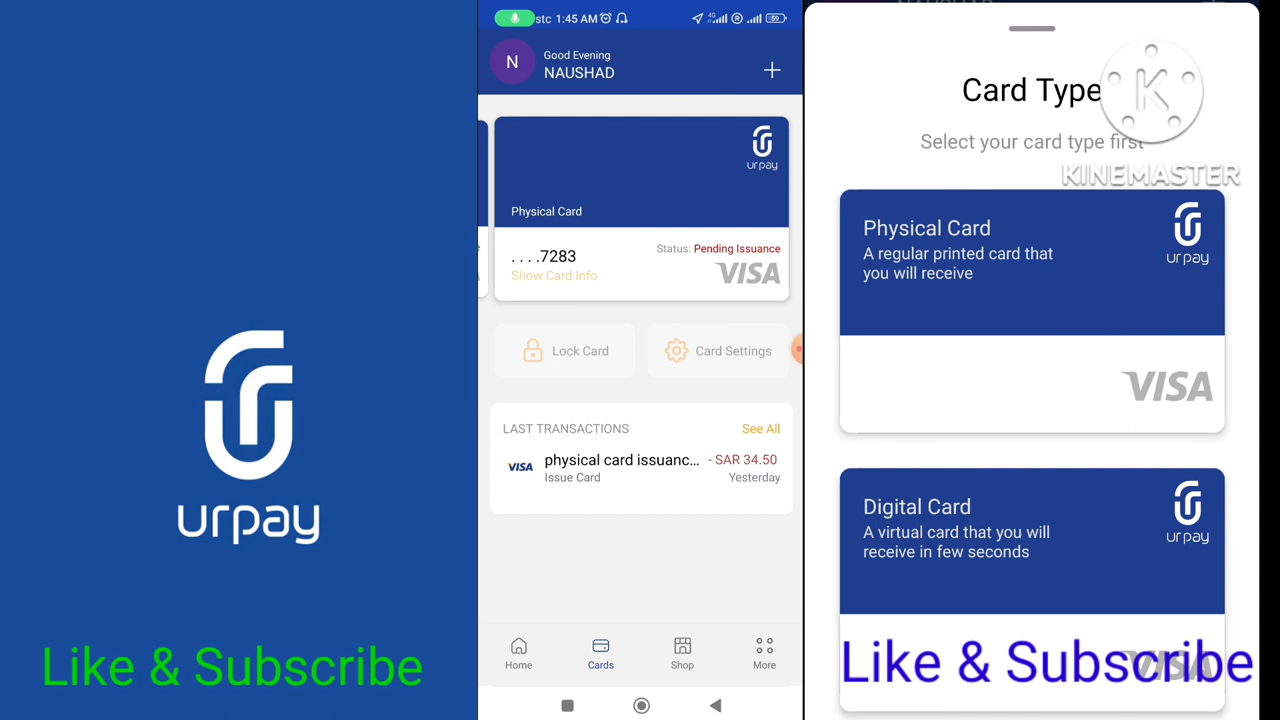 urpay
Like & Subscribe
stc 1:45 AM
4G
R
59
N
Good Evening
NAUSHAD
urpay
Physical Card
. . . .7283
Show Card Info
Status: Pending Issuance
VISA
Lock Card
Card Settings
LAST TRANSACTIONS
See All
VISA
physical card issuanc... - SAR 34.50
Issue Card
Yesterday
Home
Cards
Shop
More
Card Type
K
Select your card type first
KINEMASTER
Physical Card
A regular printed card that
you will receive
urpay
VISA
Digital Card
A virtual card that you will
receive in few seconds
urpay
VISA
Like & Subscribe